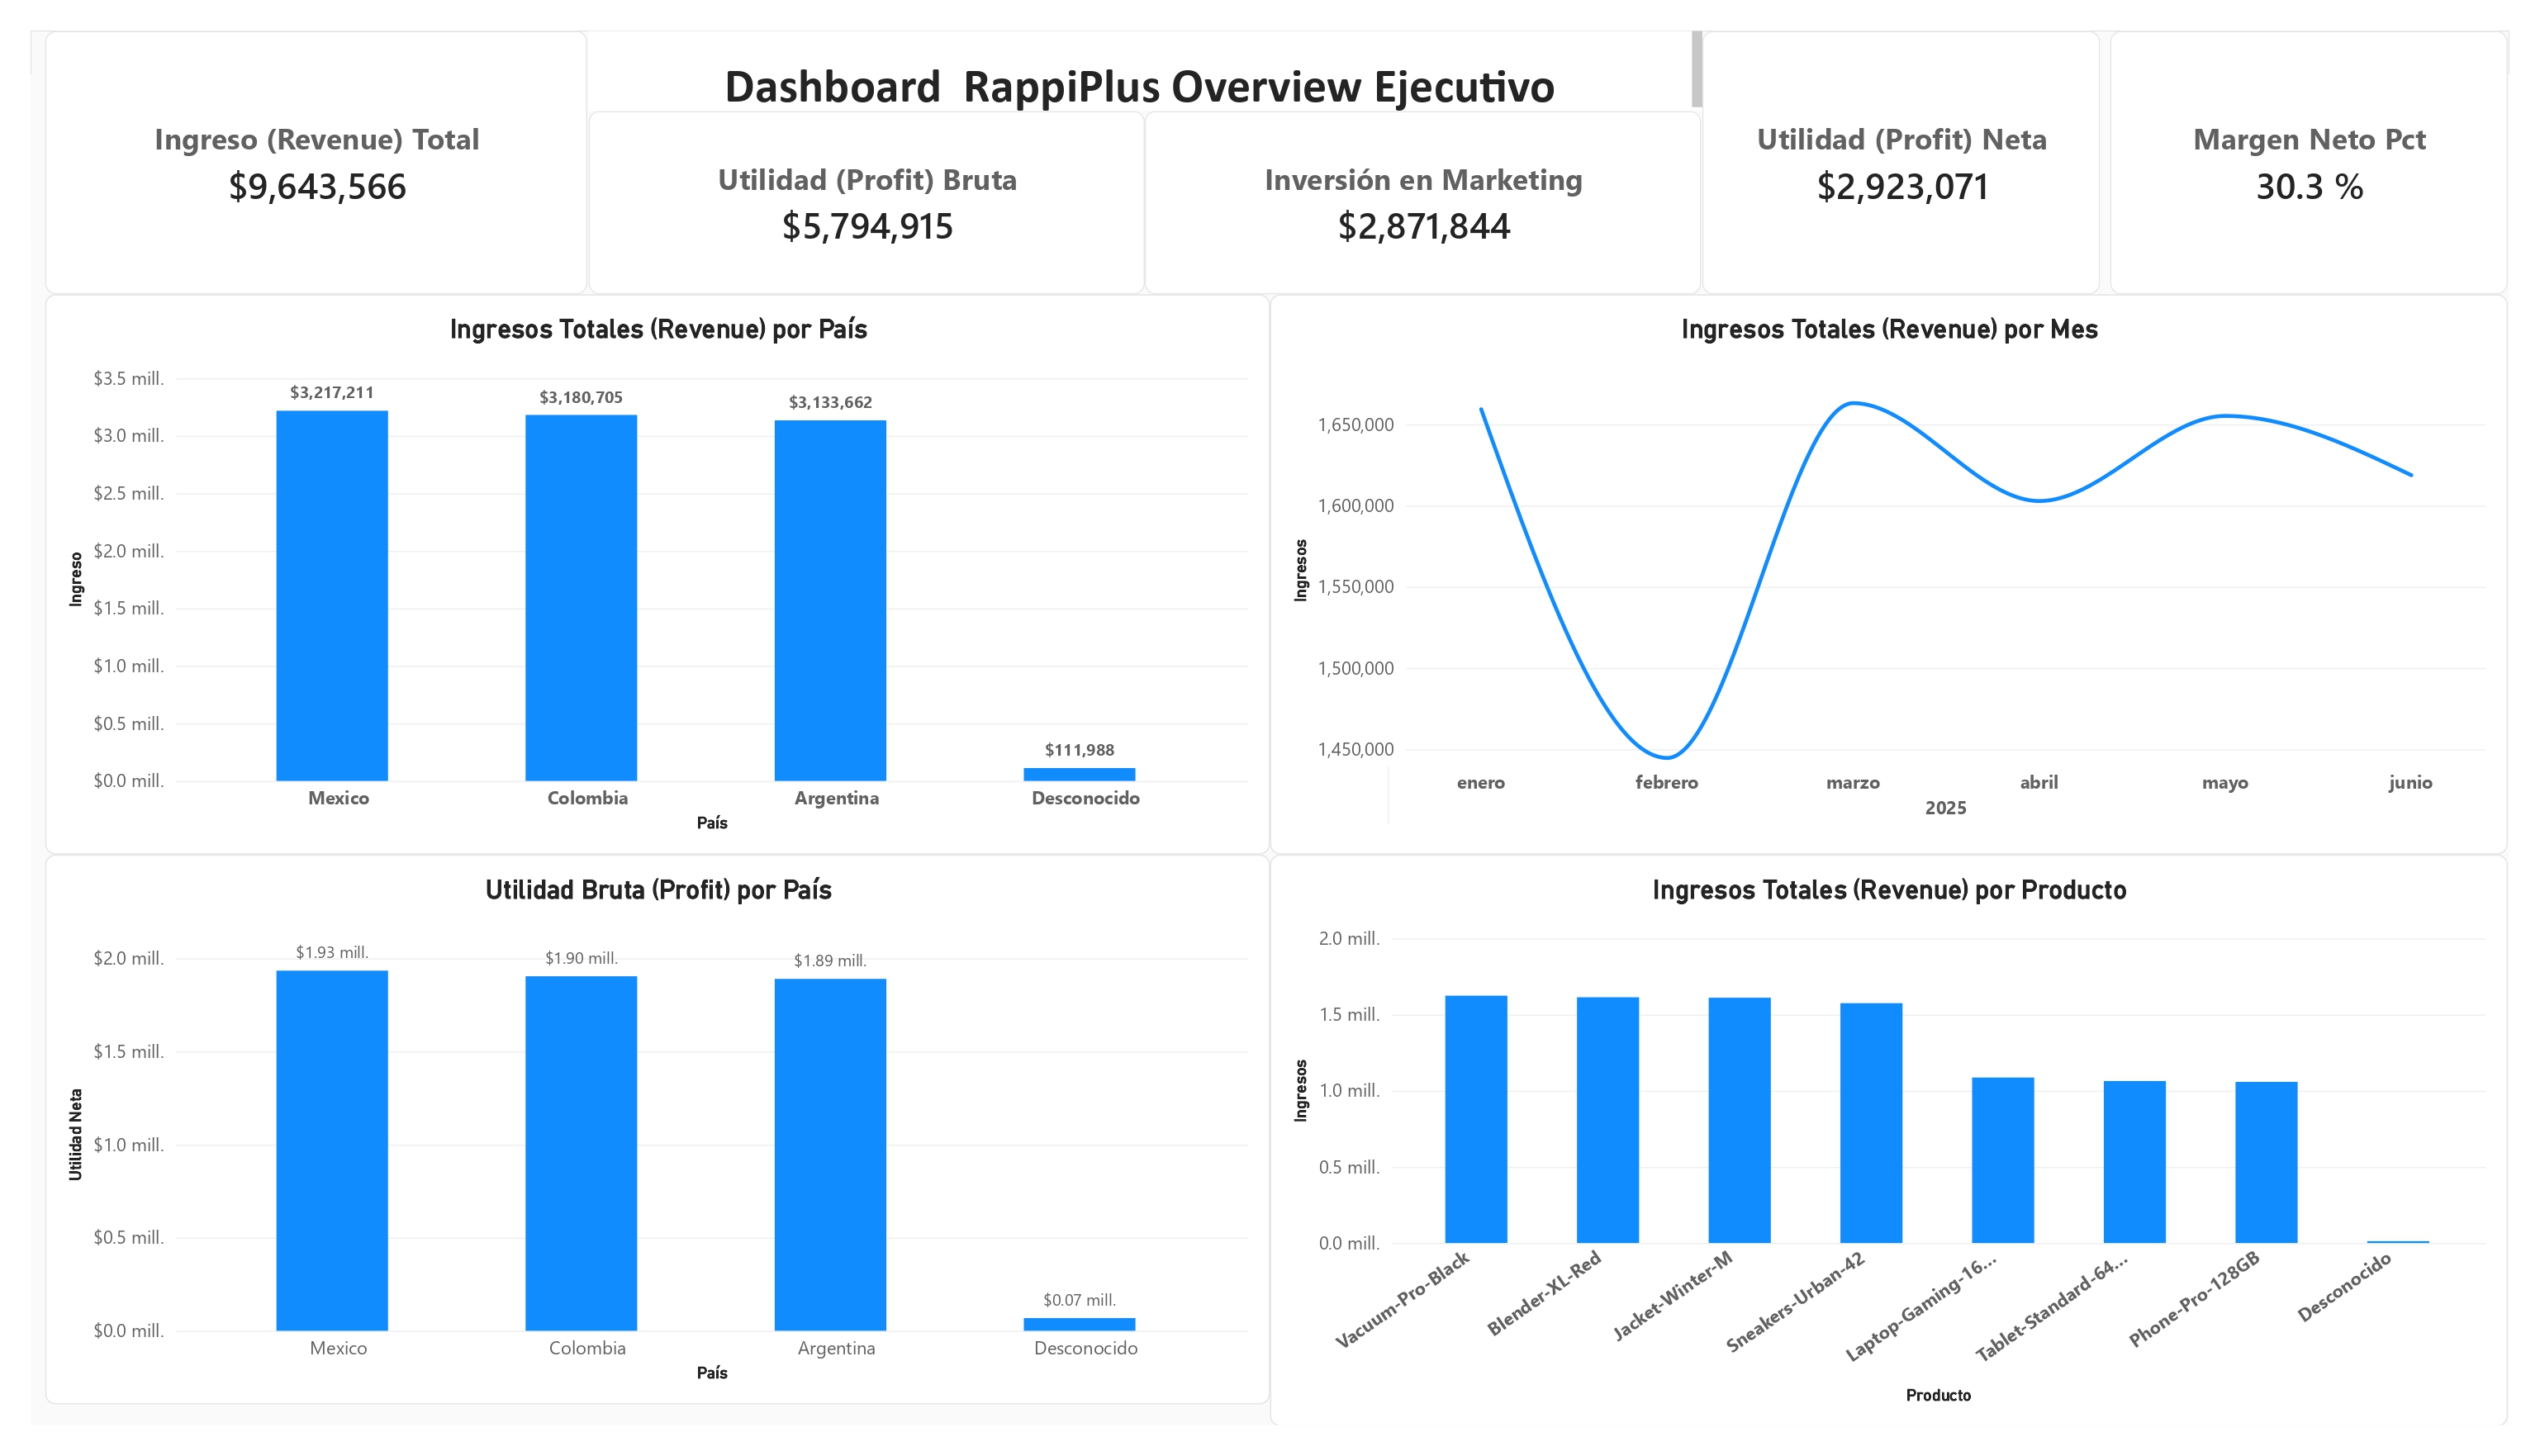 Dashboard  RappiPlus Overview Ejecutivo
Ingreso (Revenue) Total
$9,643,566
Utilidad (Profit) Bruta
$5,794,915
Inversión en Marketing
$2,871,844
Utilidad (Profit) Neta
$2,923,071
Margen Neto Pct
30.3 %
Ingresos Totales (Revenue) por País
Ingreso
$3.5 mill.
$3.0 mill.
$2.5 mill.
$2.0 mill.
$1.5 mill.
$1.0 mill.
$0.5 mill.
$0.0 mill.
$3,217,211
$3,180,705
$3,133,662
$111,988
Mexico
Colombia
Argentina
Desconocido
País
Ingresos Totales (Revenue) por Mes
Ingresos
1,650,000
1,600,000
1,550,000
1,500,000
1,450,000
enero
febrero
marzo
abril
mayo
junio
2025
Utilidad Bruta (Profit) por País
Utilidad Neta
$2.0 mill.
$1.5 mill.
$1.0 mill.
$0.5 mill.
$0.0 mill.
$1.93 mill.
$1.90 mill.
$1.89 mill.
$0.07 mill.
Mexico
Colombia
Argentina
Desconocido
País
Ingresos Totales (Revenue) por Producto
Ingresos
2.0 mill.
1.5 mill.
1.0 mill.
0.5 mill.
0.0 mill.
Vacuum-Pro-Black
Blender-XL-Red
Jacket-Winter-M
Sneakers-Urban-42
Laptop-Gaming-16...
Tablet-Standard-64...
Phone-Pro-128GB
Desconocido
Producto